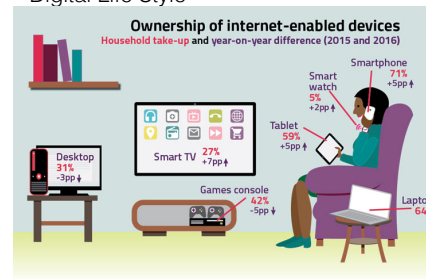 Digital Life Style
Ownership of internet-enabled devices
Household take-up and year-on-year difference (2015 and 2016)
Smartphone
71%
+5pp
Smart
watch
5%
+2pp
Tablet
59%
+5pp
Desktop
31%
-3pp
Smart TV 27%
+7pp
Games console
42%
-5pp
Lapto
64